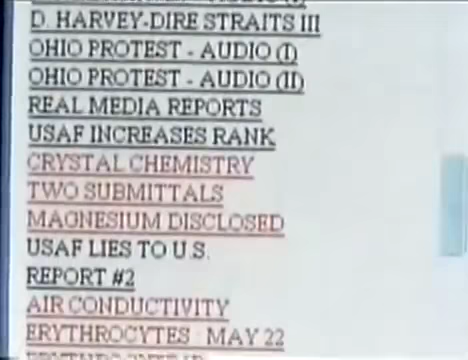 D. HARVEY-DIRE STRAITS III
OHIO PROTEST - AUDIO (I)
OHIO PROTEST - AUDIO (II)
REAL MEDIA REPORTS
USAF INCREASES RANK
CRYSTAL CHEMISTRY
TWO SUBMITTALS
MAGNESIUM DISCLOSED
USAF LIES TO U.S.
REPORT #2
AIR CONDUCTIVITY
ERYTHROCYTES : MAY 22